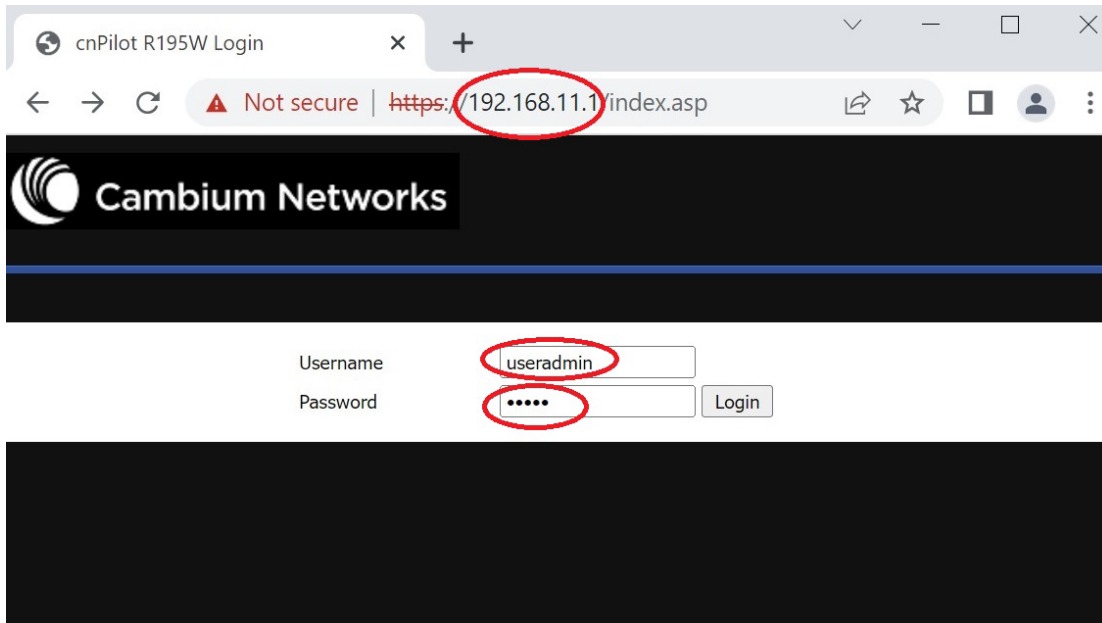 cnPilot R195W Login
Not secure | https://192.168.11.1/index.asp
Cambium Networks
Username useradmin
Password ••••• Login